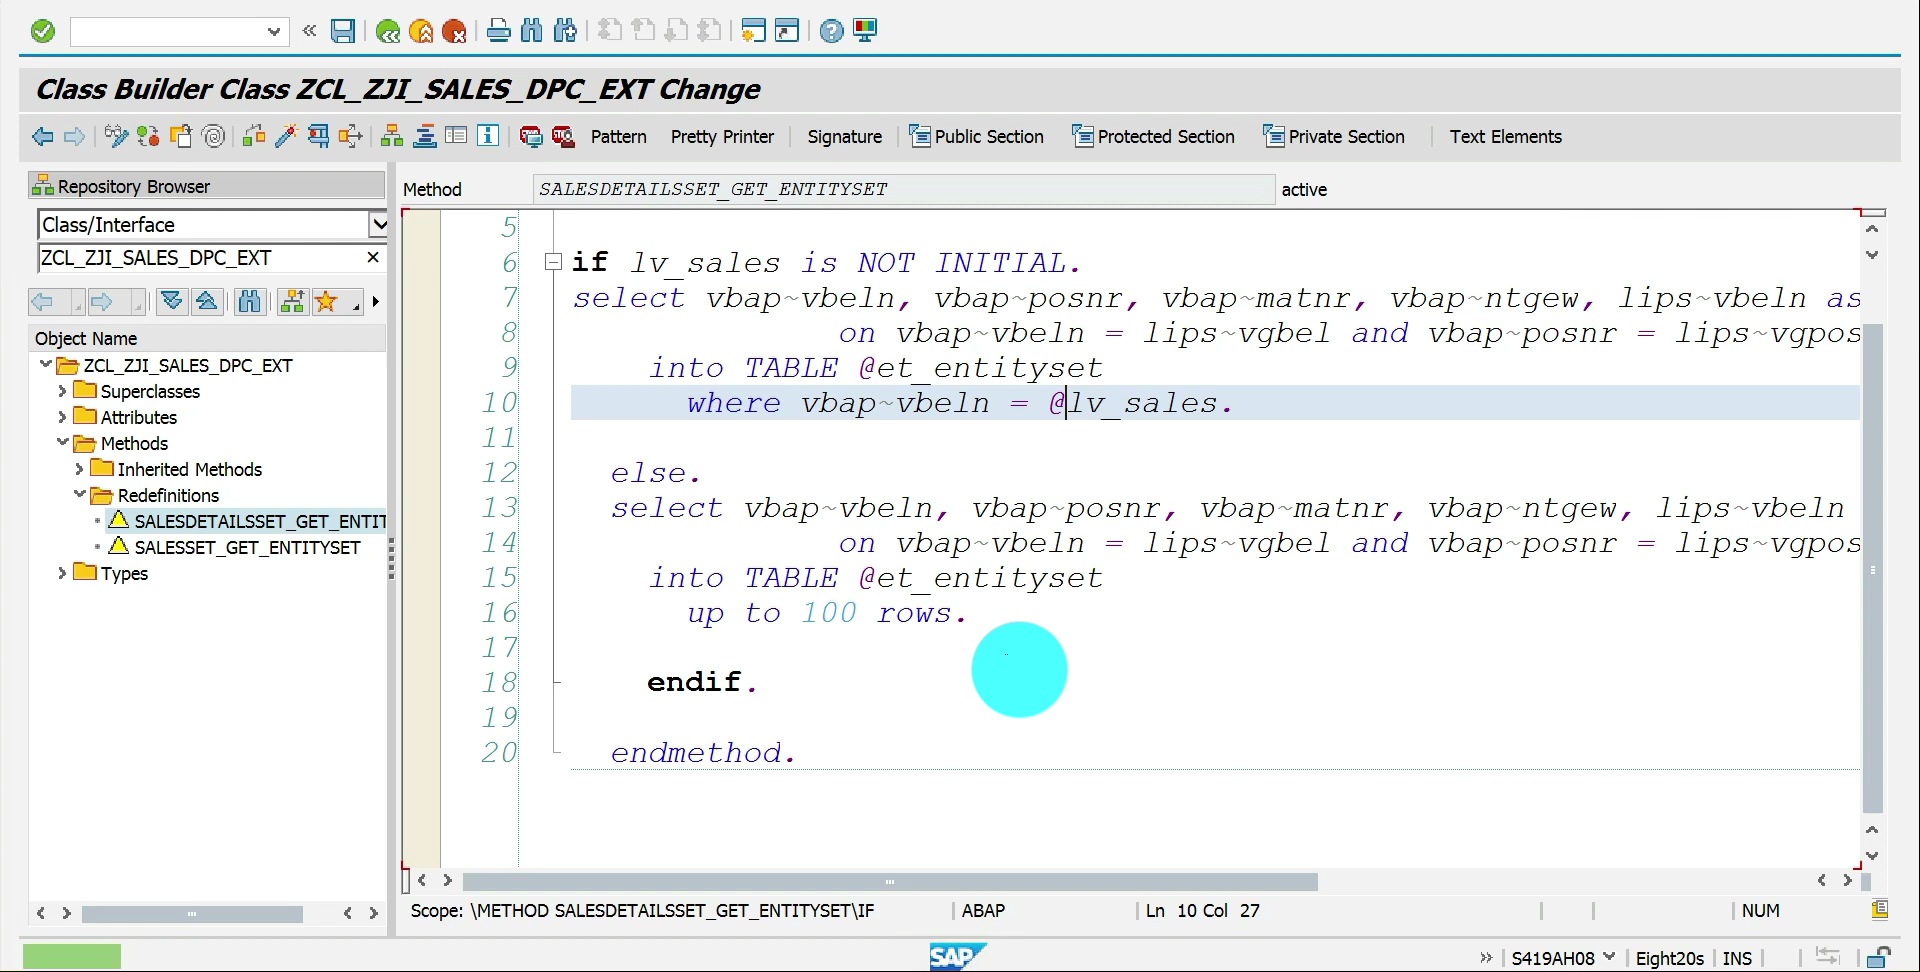 Class Builder Class ZCL_ZJI_SALES_DPC_EXT Change
Pattern Pretty Printer Signature Public Section Protected Section Private Section Text Elements
Repository Browser
Class/Interface
ZCL_ZJI_SALES_DPC_EXT
Object Name
ZCL_ZJI_SALES_DPC_EXT
Superclasses
Attributes
Methods
Inherited Methods
Redefinitions
SALESDETAILSSET_GET_ENTIT
SALESSET_GET_ENTITYSET
Types
Method SALESDETAILSSET_GET_ENTITYSET active
5
6 if lv_sales is NOT INITIAL.
7 select vbap~vbeln, vbap~posnr, vbap~matnr, vbap~ntgew, lips~vbeln as
8 on vbap~vbeln = lips~vgbel and vbap~posnr = lips~vgpos
9 into TABLE @et_entityset
10 where vbap~vbeln = @lv_sales.
11
12 else.
13 select vbap~vbeln, vbap~posnr, vbap~matnr, vbap~ntgew, lips~vbeln
14 on vbap~vbeln = lips~vgbel and vbap~posnr = lips~vgpos
15 into TABLE @et_entityset
16 up to 100 rows.
17
18 endif.
19
20 endmethod.
Scope: \METHOD SALESDETAILSSET_GET_ENTITYSET\IF ABAP Ln 10 Col 27 NUM
SAP S419AH08 Eight20s INS